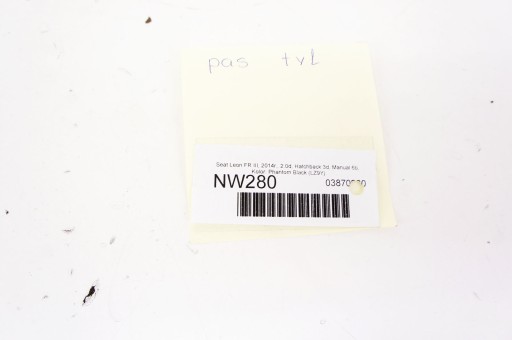 pas tył
Seat Leon FR III, 2014r., 2.0d, Hatchback 3d, Manual 6b,
Kolor: Phantom Black (LZ9Y)
NW280